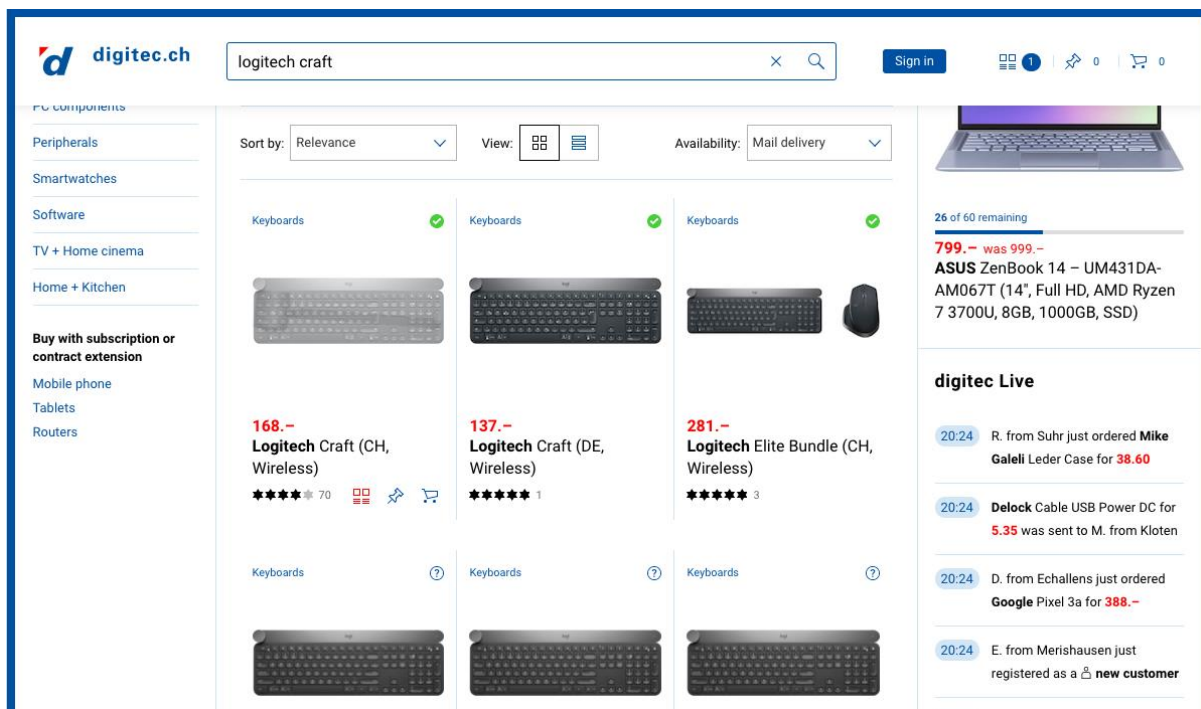 digitec.ch
logitech craft
Sign in
1
0
0
PC components
Peripherals
Smartwatches
Software
TV + Home cinema
Home + Kitchen
Buy with subscription or
contract extension
Mobile phone
Tablets
Routers
Sort by: Relevance
View:
Availability: Mail delivery
Keyboards
168.–
Logitech Craft (CH,
Wireless)
70
Keyboards
137.–
Logitech Craft (DE,
Wireless)
1
Keyboards
281.–
Logitech Elite Bundle (CH,
Wireless)
3
Keyboards
Keyboards
Keyboards
26 of 60 remaining
799.– was 999.–
ASUS ZenBook 14 – UM431DA-
AM067T (14", Full HD, AMD Ryzen
7 3700U, 8GB, 1000GB, SSD)
digitec Live
20:24 R. from Suhr just ordered Mike
Galeli Leder Case for 38.60
20:24 Delock Cable USB Power DC for
5.35 was sent to M. from Kloten
20:24 D. from Echallens just ordered
Google Pixel 3a for 388.–
20:24 E. from Merishausen just
registered as a new customer